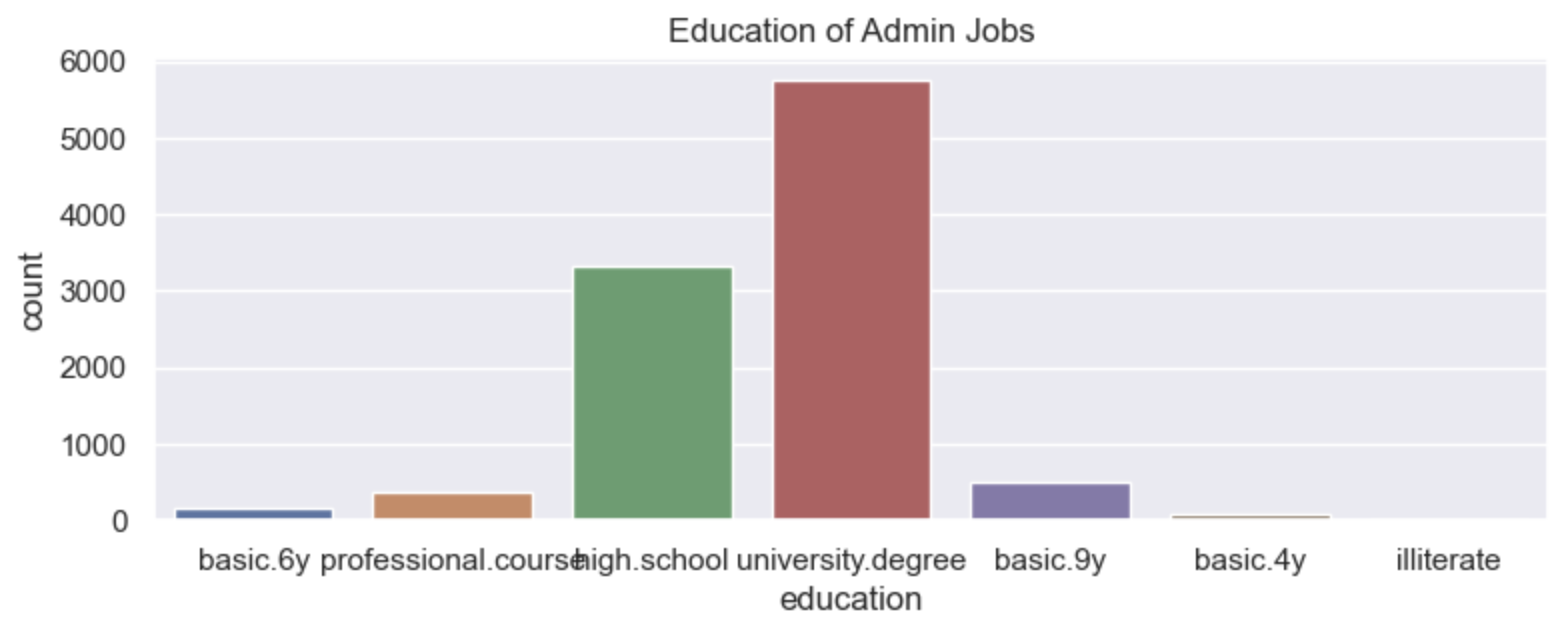 Education of Admin Jobs
6000
5000
4000
3000
2000
1000
0
count
basic.6y professional.course high.school university.degree basic.9y basic.4y illiterate
education